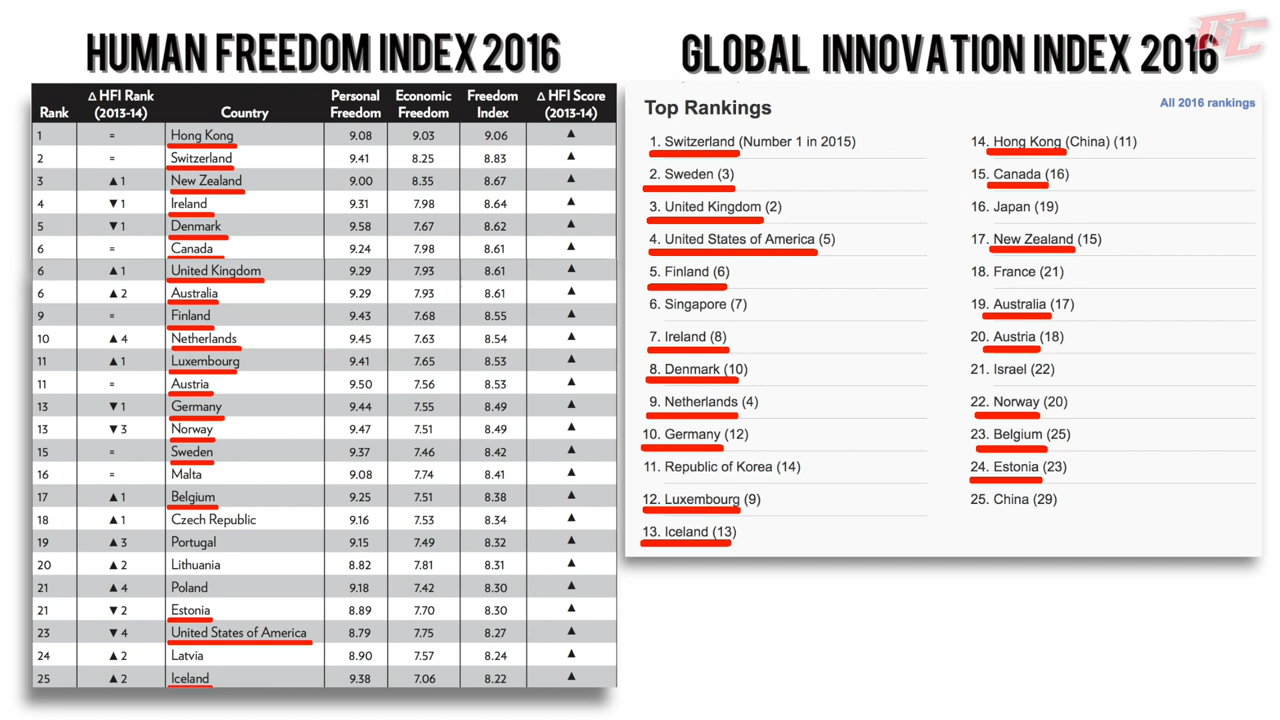 HUMAN FREEDOM INDEX 2016
Rank Δ HFI Rank (2013-14) Country Personal Freedom Economic Freedom Freedom Index Δ HFI Score (2013-14)
1 = Hong Kong 9.08 9.03 9.06 ▲
2 = Switzerland 9.41 8.25 8.83 ▲
3 ▲ 1 New Zealand 9.00 8.35 8.67 ▲
4 ▼ 1 Ireland 9.31 7.98 8.64 ▲
5 ▼ 1 Denmark 9.58 7.67 8.62 ▲
6 = Canada 9.24 7.98 8.61 ▲
6 ▲ 1 United Kingdom 9.29 7.93 8.61 ▲
6 ▲ 2 Australia 9.29 7.93 8.61 ▲
9 = Finland 9.43 7.68 8.55 ▲
10 ▲ 4 Netherlands 9.45 7.63 8.54 ▲
11 ▲ 1 Luxembourg 9.41 7.65 8.53 ▲
11 = Austria 9.50 7.56 8.53 ▲
13 ▼ 1 Germany 9.44 7.55 8.49 ▲
13 ▼ 3 Norway 9.47 7.51 8.49 ▲
15 = Sweden 9.37 7.46 8.42 ▲
16 = Malta 9.08 7.74 8.41 ▲
17 ▲ 1 Belgium 9.25 7.51 8.38 ▲
18 ▲ 1 Czech Republic 9.16 7.53 8.34 ▲
19 ▲ 3 Portugal 9.15 7.49 8.32 ▲
20 ▲ 2 Lithuania 8.82 7.81 8.31 ▲
21 ▲ 4 Poland 9.18 7.42 8.30 ▲
21 ▼ 2 Estonia 8.89 7.70 8.30 ▲
23 ▼ 4 United States of America 8.79 7.75 8.27 ▲
24 ▲ 2 Latvia 8.90 7.57 8.24 ▲
25 ▲ 2 Iceland 9.38 7.06 8.22 ▲
GLOBAL INNOVATION INDEX 2016
Top Rankings
All 2016 rankings
1. Switzerland (Number 1 in 2015)
2. Sweden (3)
3. United Kingdom (2)
4. United States of America (5)
5. Finland (6)
6. Singapore (7)
7. Ireland (8)
8. Denmark (10)
9. Netherlands (4)
10. Germany (12)
11. Republic of Korea (14)
12. Luxembourg (9)
13. Iceland (13)
14. Hong Kong (China) (11)
15. Canada (16)
16. Japan (19)
17. New Zealand (15)
18. France (21)
19. Australia (17)
20. Austria (18)
21. Israel (22)
22. Norway (20)
23. Belgium (25)
24. Estonia (23)
25. China (29)